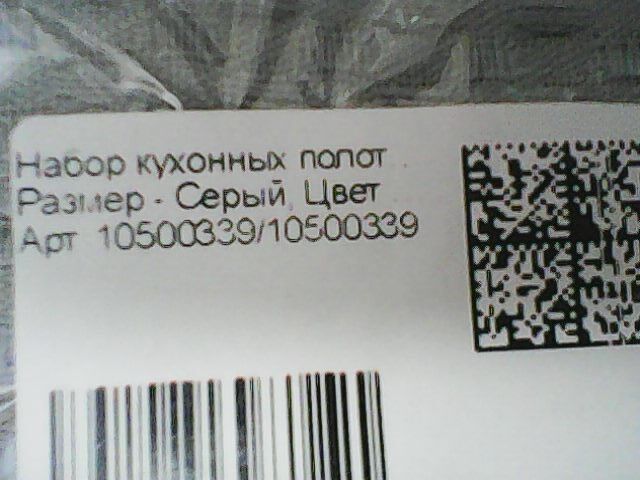 Набор кухонных полот
Размер - Серый, Цвет
Арт 10500339/10500339